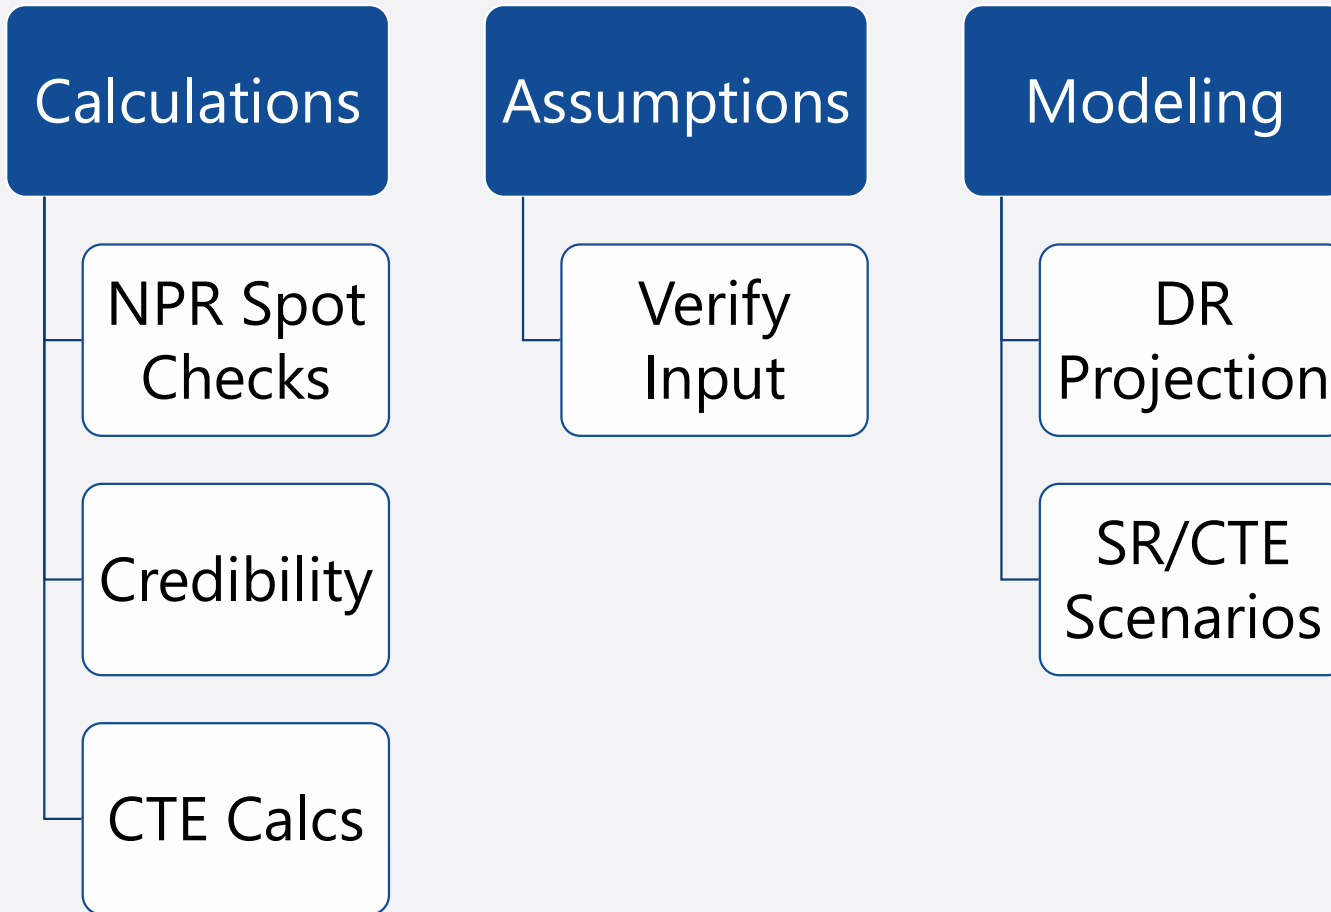 Calculations
NPR Spot
Checks
Credibility
CTE Calcs
Assumptions
Verify
Input
Modeling
DR
Projection
SR/CTE
Scenarios